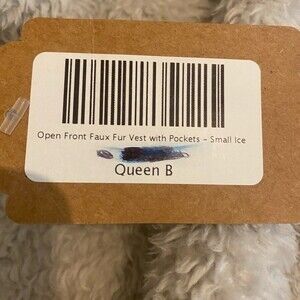 Open Front Faux Fur Vest with Pockets – Small Ice
Queen B